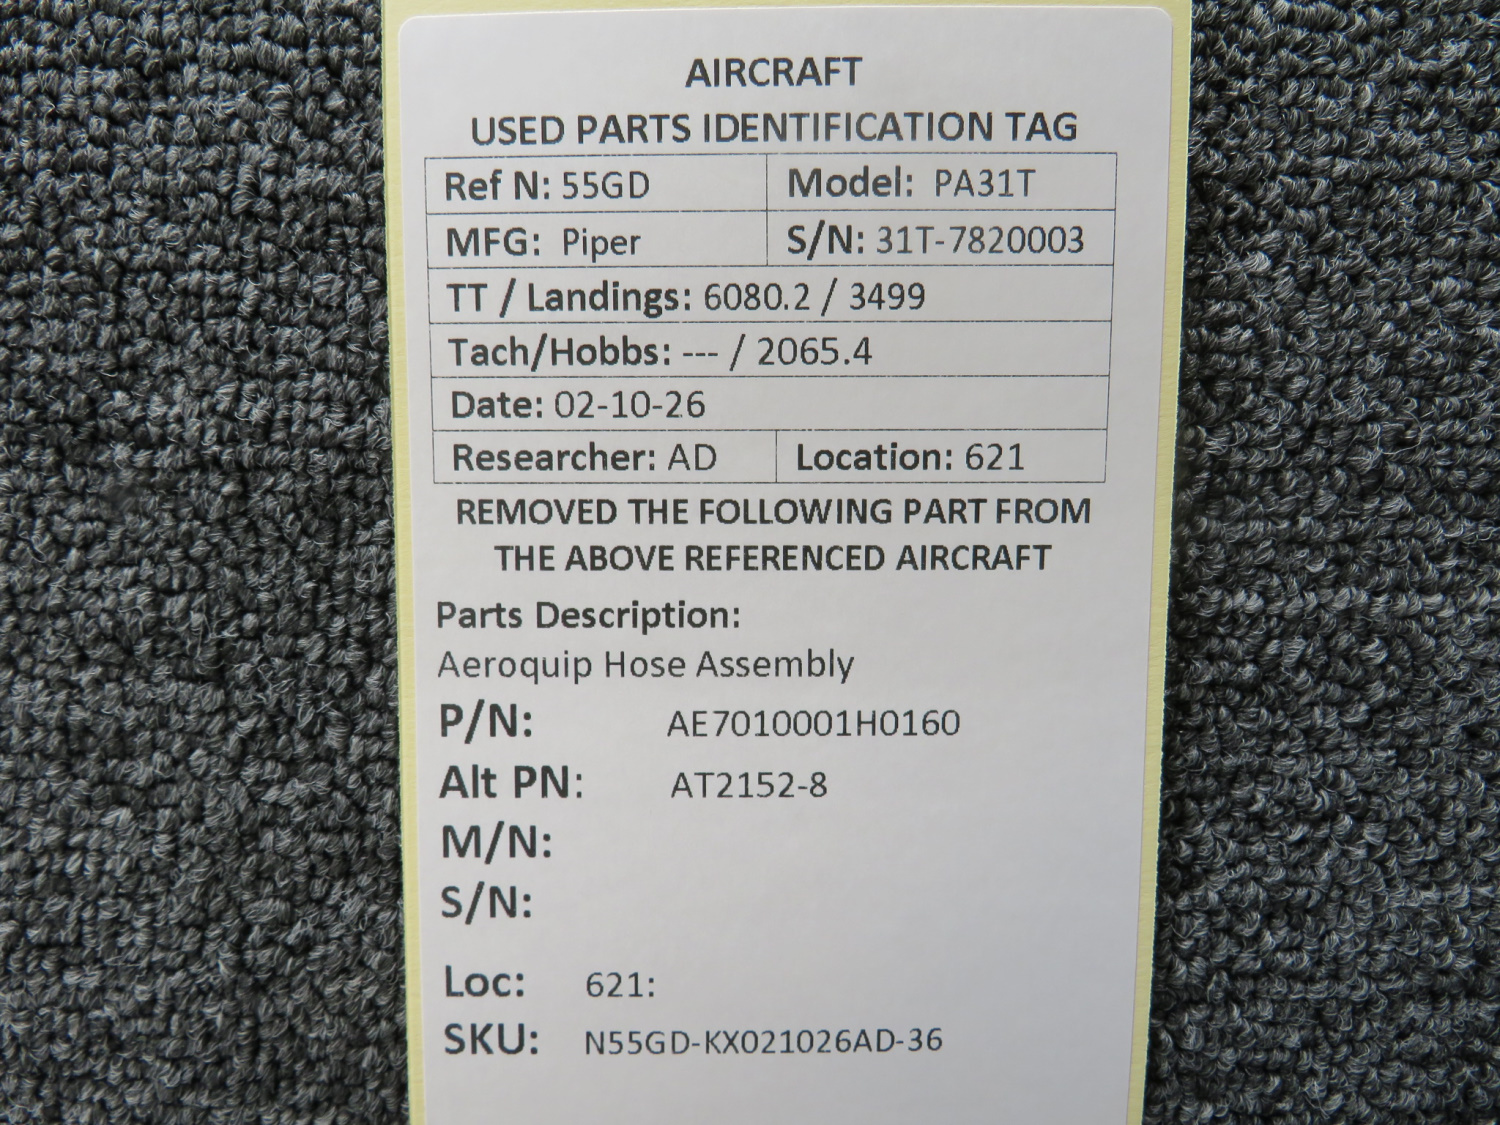 AIRCRAFT
USED PARTS IDENTIFICATION TAG
Ref N: 55GD Model: PA31T
MFG: Piper S/N: 31T-7820003
TT / Landings: 6080.2 / 3499
Tach/Hobbs: --- / 2065.4
Date: 02-10-26
Researcher: AD Location: 621
REMOVED THE FOLLOWING PART FROM
THE ABOVE REFERENCED AIRCRAFT
Parts Description:
Aeroquip Hose Assembly
P/N: AE7010001H0160
Alt PN: AT2152-8
M/N:
S/N:
Loc: 621:
SKU: N55GD-KX021026AD-36